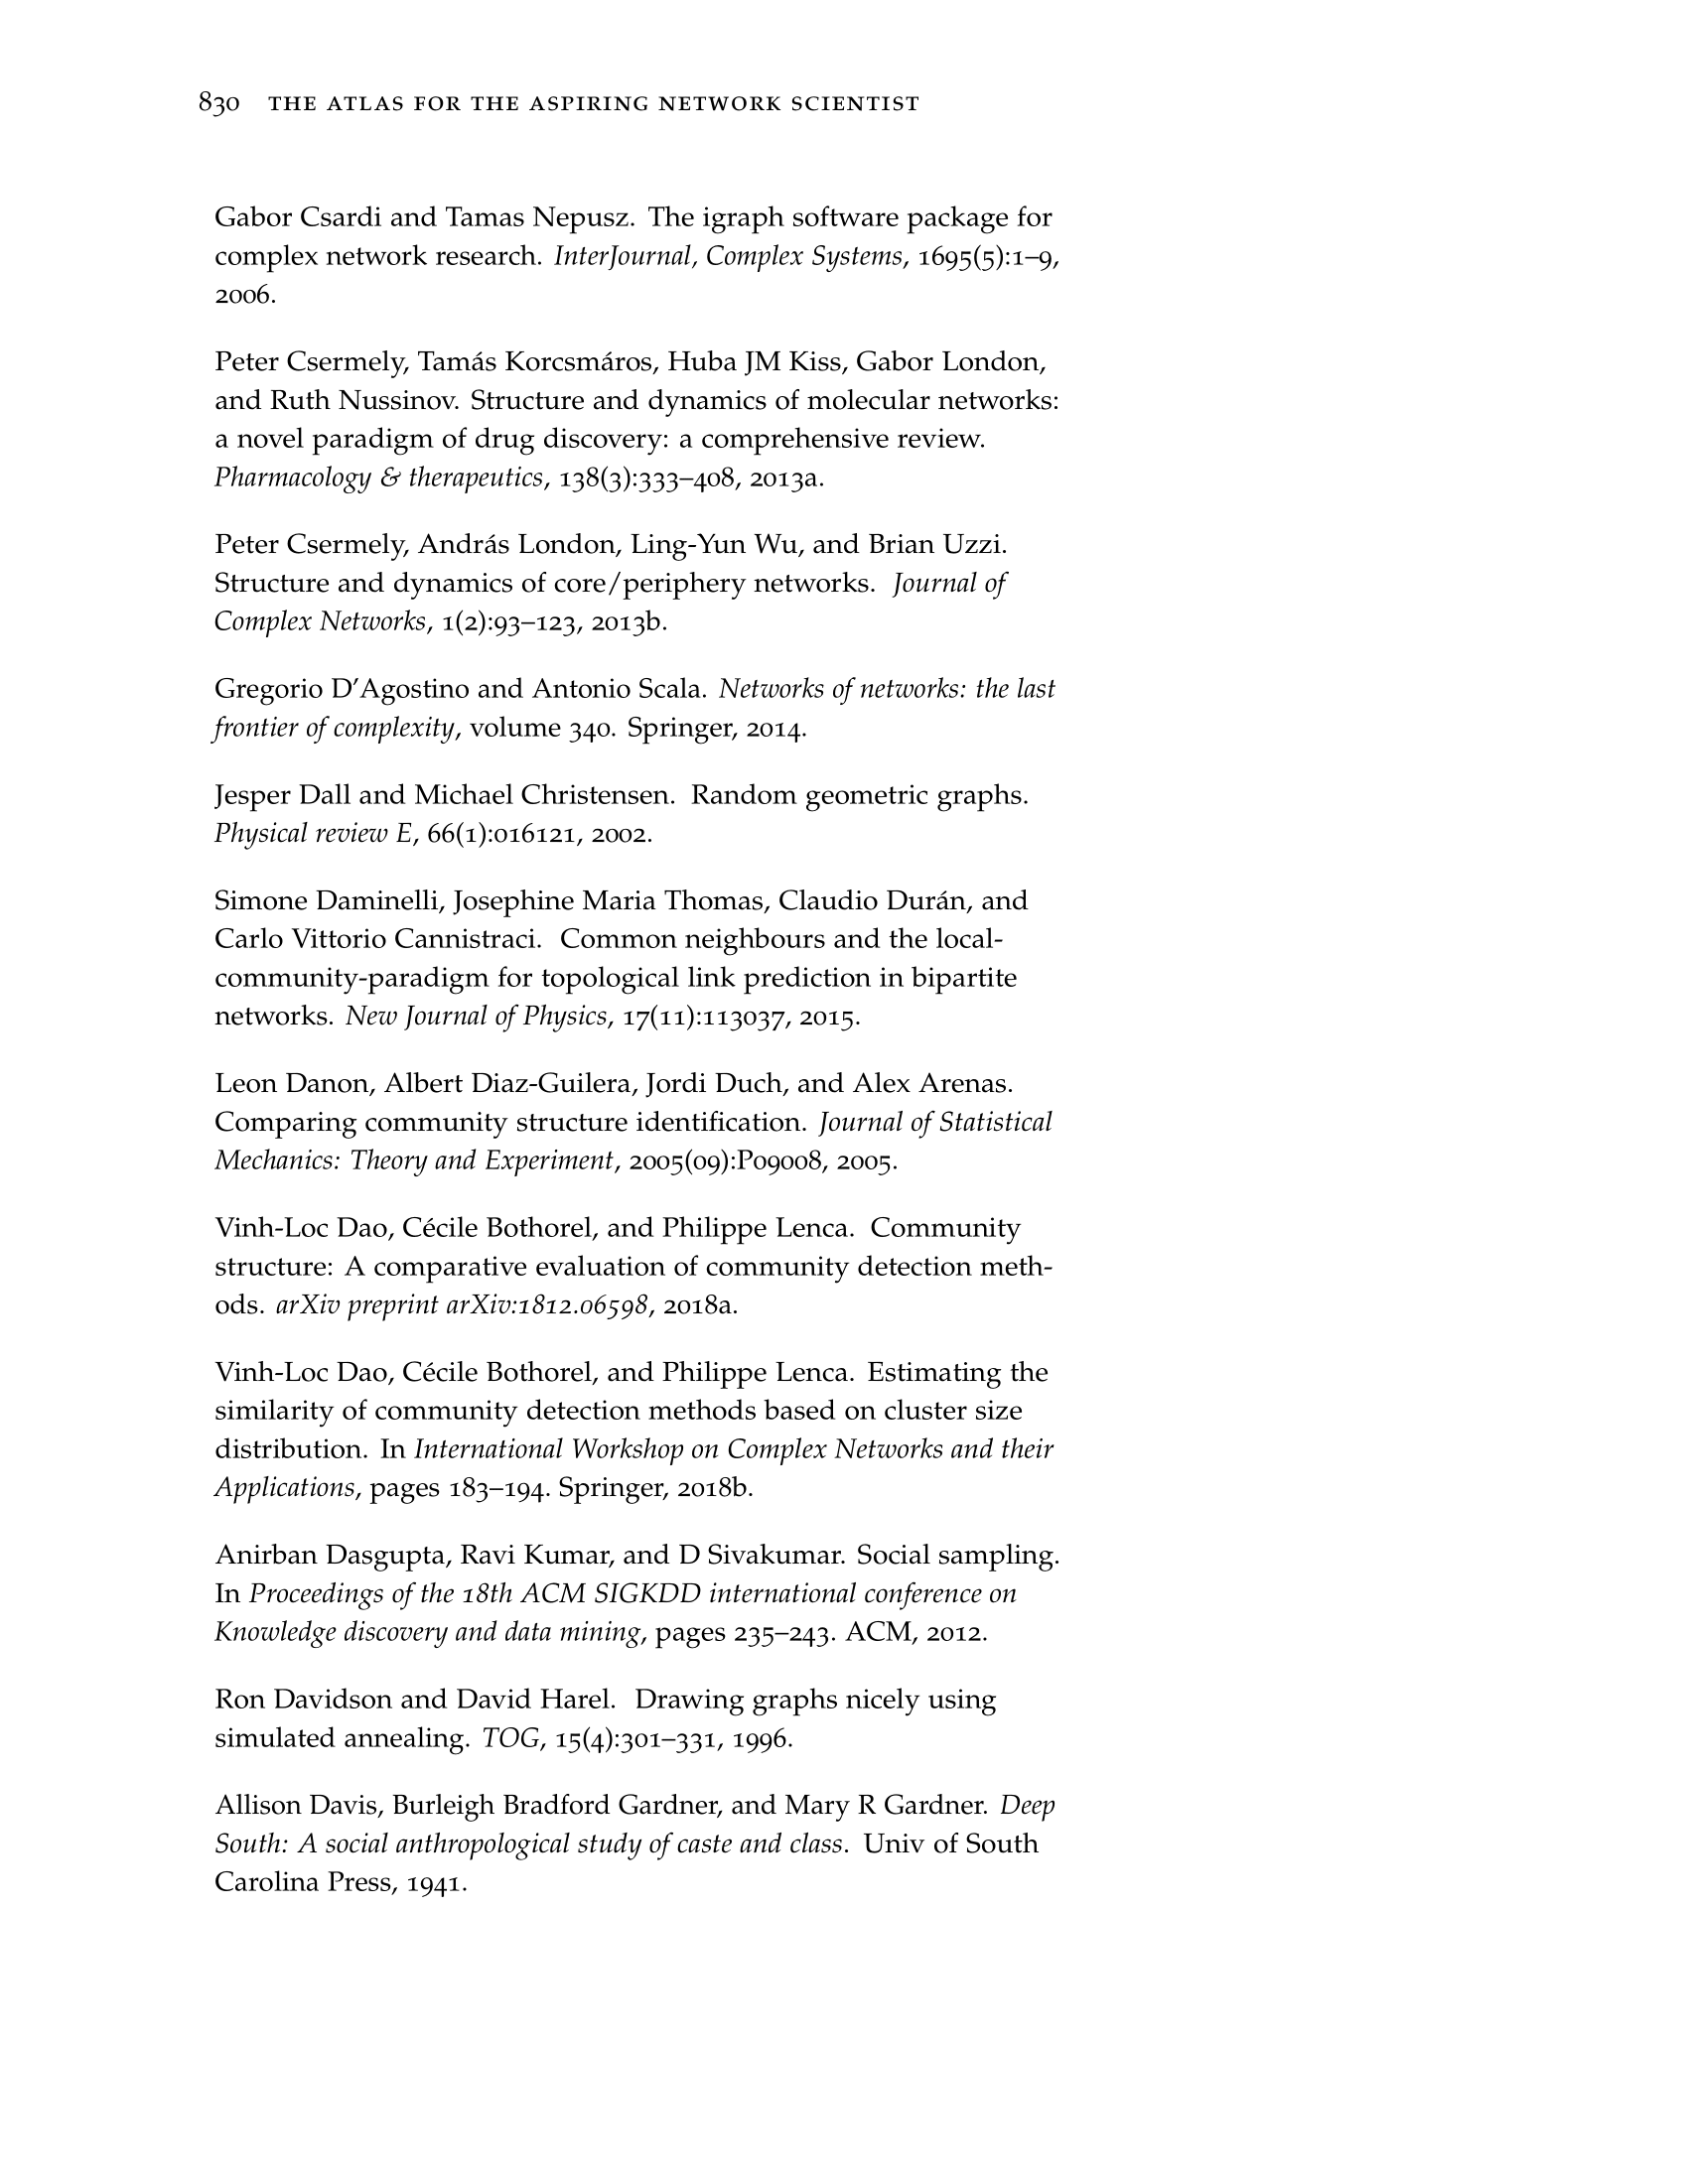 830 THE ATLAS FOR THE ASPIRING NETWORK SCIENTIST
Gabor Csardi and Tamas Nepusz. The igraph software package for
complex network research. InterJournal, Complex Systems, 1695(5):1–9,
2006.
Peter Csermely, Tamás Korcsmáros, Huba JM Kiss, Gabor London,
and Ruth Nussinov. Structure and dynamics of molecular networks:
a novel paradigm of drug discovery: a comprehensive review.
Pharmacology & therapeutics, 138(3):333–408, 2013a.
Peter Csermely, András London, Ling-Yun Wu, and Brian Uzzi.
Structure and dynamics of core/periphery networks. Journal of
Complex Networks, 1(2):93–123, 2013b.
Gregorio D'Agostino and Antonio Scala. Networks of networks: the last
frontier of complexity, volume 340. Springer, 2014.
Jesper Dall and Michael Christensen. Random geometric graphs.
Physical review E, 66(1):016121, 2002.
Simone Daminelli, Josephine Maria Thomas, Claudio Durán, and
Carlo Vittorio Cannistraci. Common neighbours and the local-
community-paradigm for topological link prediction in bipartite
networks. New Journal of Physics, 17(11):113037, 2015.
Leon Danon, Albert Diaz-Guilera, Jordi Duch, and Alex Arenas.
Comparing community structure identification. Journal of Statistical
Mechanics: Theory and Experiment, 2005(09):P09008, 2005.
Vinh-Loc Dao, Cécile Bothorel, and Philippe Lenca. Community
structure: A comparative evaluation of community detection meth-
ods. arXiv preprint arXiv:1812.06598, 2018a.
Vinh-Loc Dao, Cécile Bothorel, and Philippe Lenca. Estimating the
similarity of community detection methods based on cluster size
distribution. In International Workshop on Complex Networks and their
Applications, pages 183–194. Springer, 2018b.
Anirban Dasgupta, Ravi Kumar, and D Sivakumar. Social sampling.
In Proceedings of the 18th ACM SIGKDD international conference on
Knowledge discovery and data mining, pages 235–243. ACM, 2012.
Ron Davidson and David Harel. Drawing graphs nicely using
simulated annealing. TOG, 15(4):301–331, 1996.
Allison Davis, Burleigh Bradford Gardner, and Mary R Gardner. Deep
South: A social anthropological study of caste and class. Univ of South
Carolina Press, 1941.